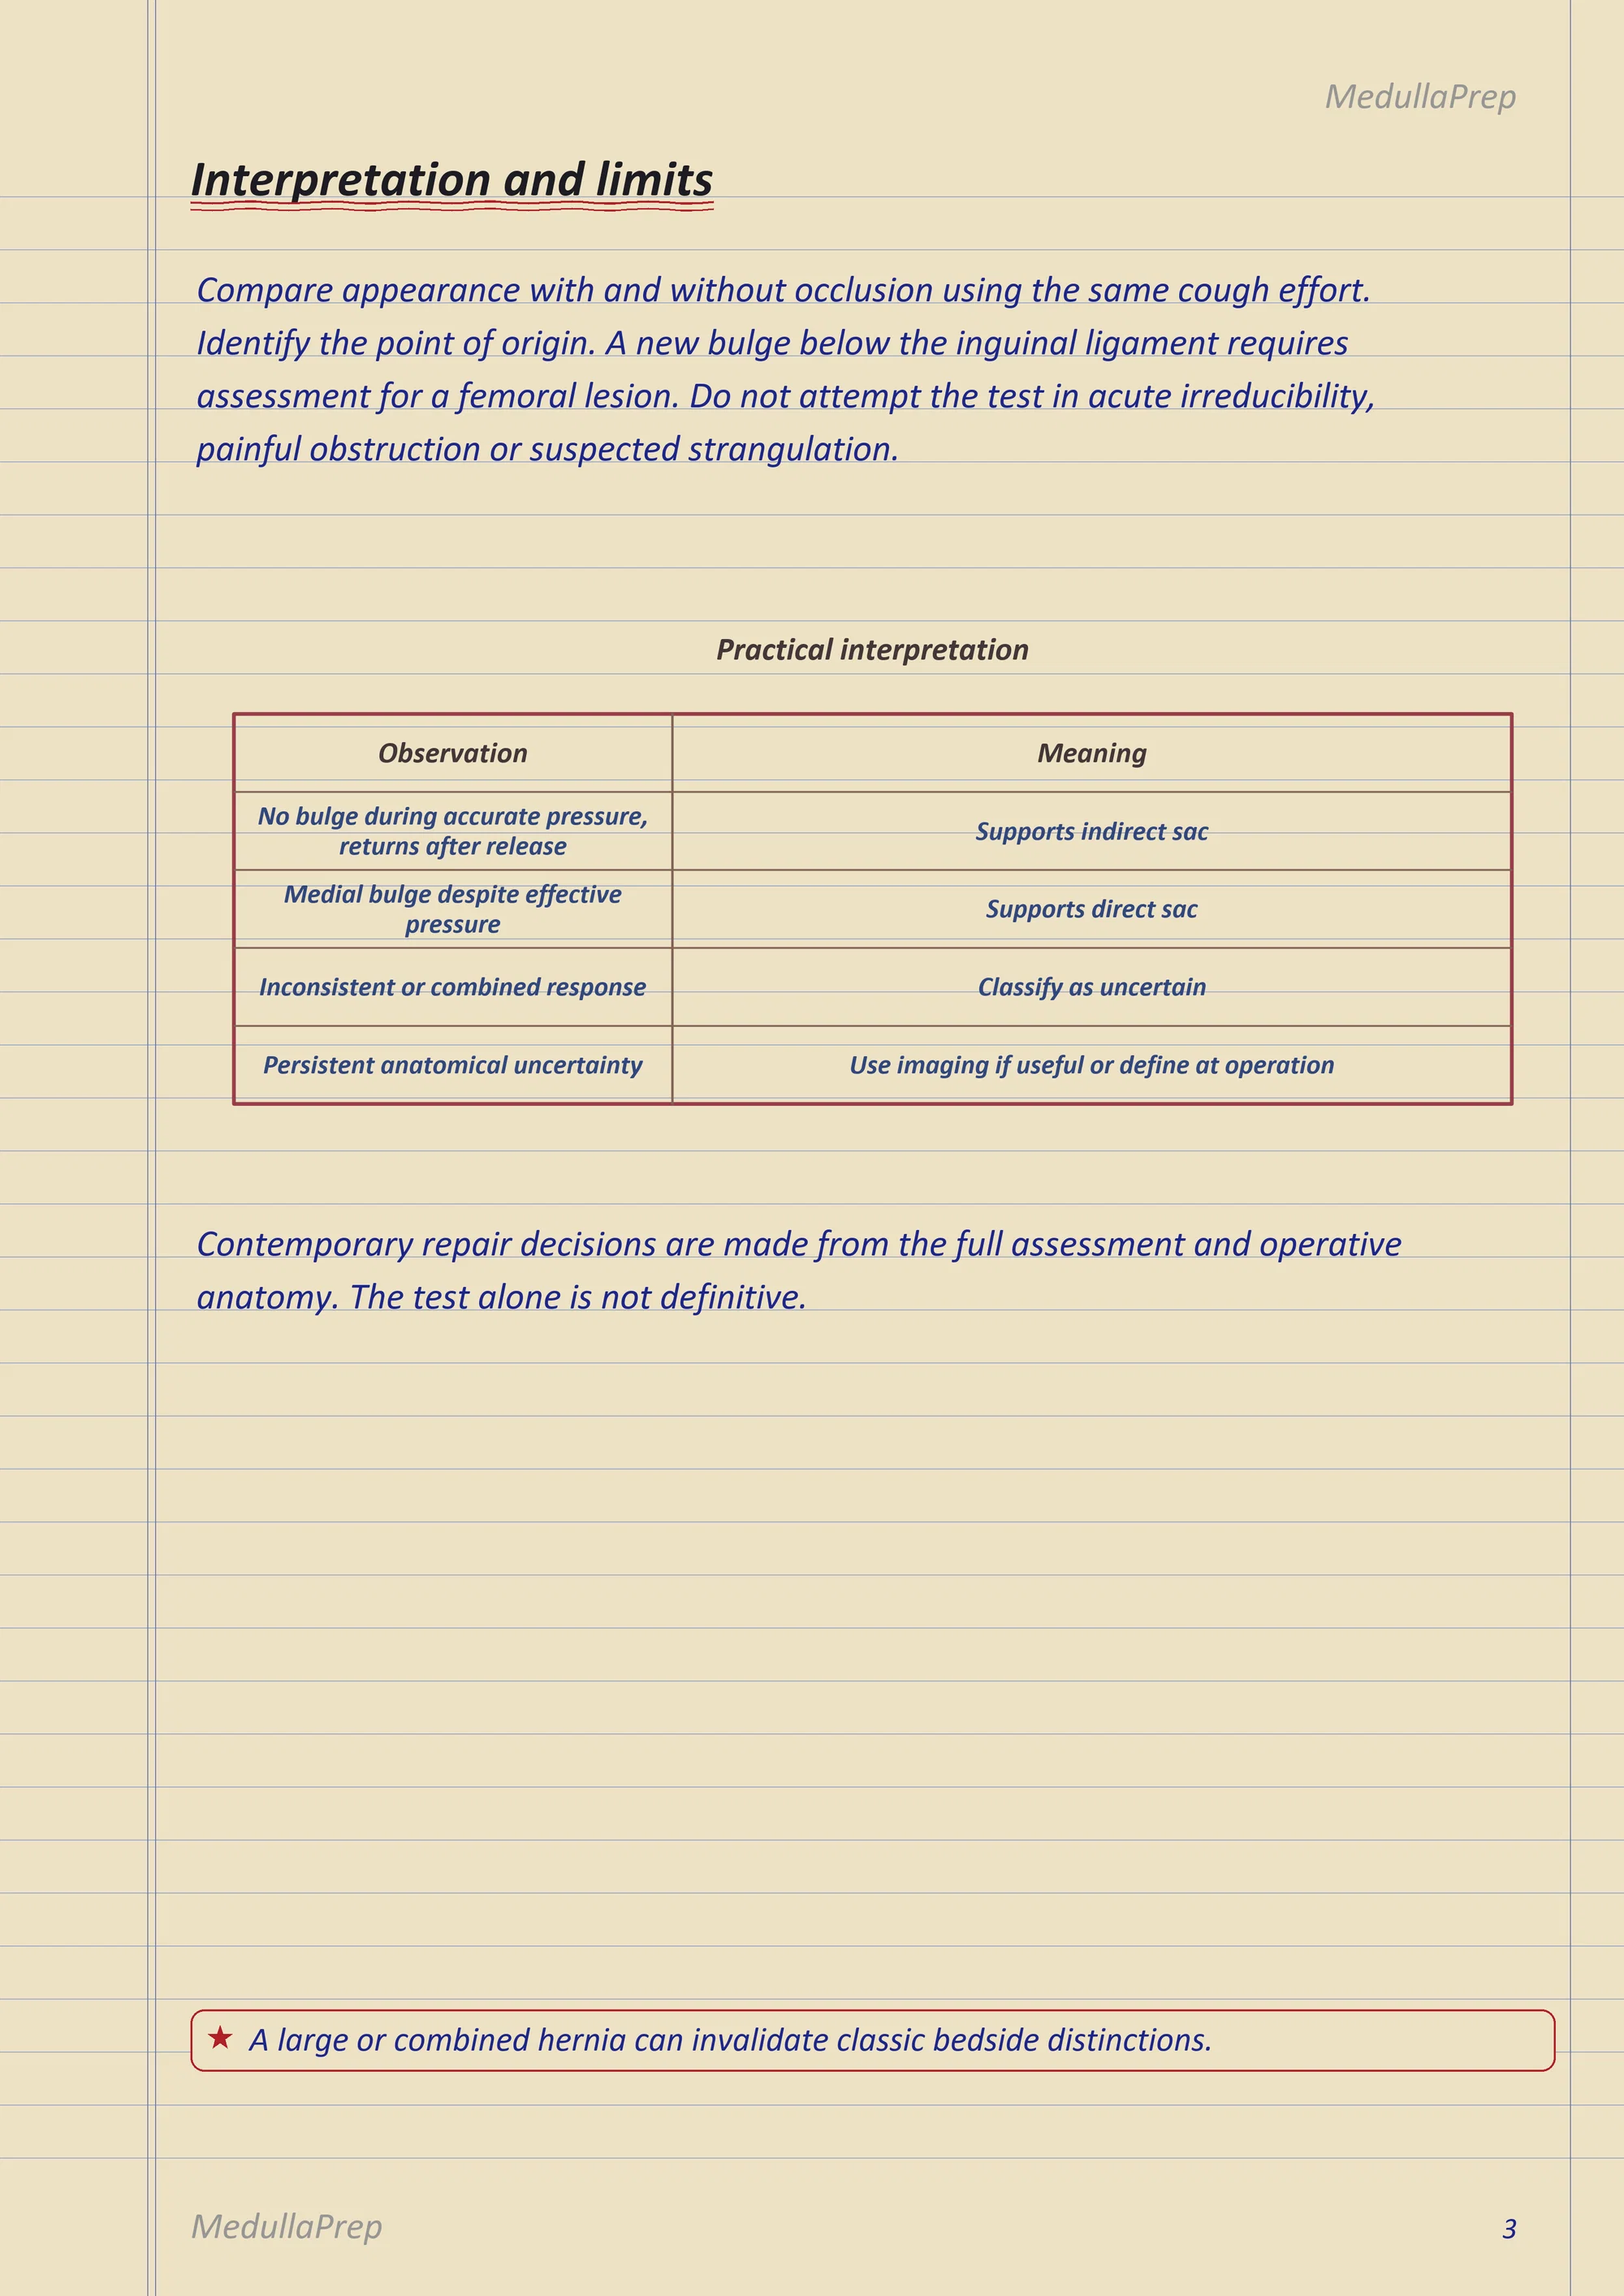 MedullaPrep
Interpretation and limits
Compare appearance with and without occlusion using the same cough effort.
Identify the point of origin. A new bulge below the inguinal ligament requires
assessment for a femoral lesion. Do not attempt the test in acute irreducibility,
painful obstruction or suspected strangulation.
Practical interpretation
Observation
Meaning
No bulge during accurate pressure,
returns after release
Supports indirect sac
Medial bulge despite effective
pressure
Supports direct sac
Inconsistent or combined response
Classify as uncertain
Persistent anatomical uncertainty
Use imaging if useful or define at operation
Contemporary repair decisions are made from the full assessment and operative
anatomy. The test alone is not definitive.
★ A large or combined hernia can invalidate classic bedside distinctions.
MedullaPrep
3